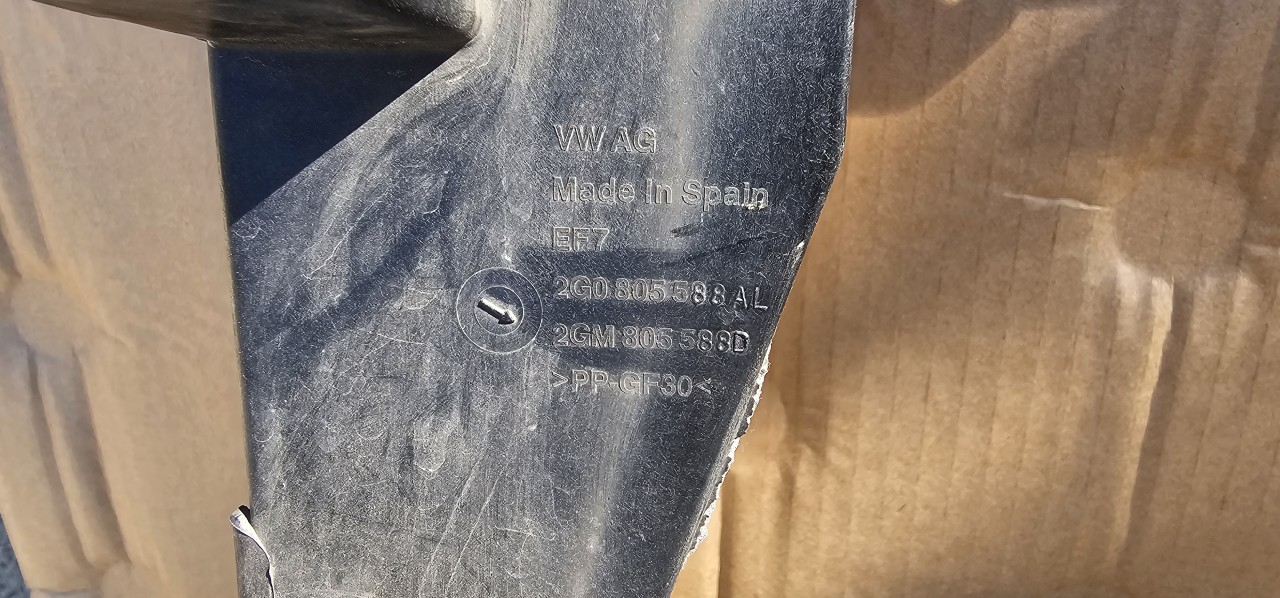 VW AG
Made In Spain
EF7
2G0 805 588 AL
2GM 805 588D
>PP-GF30<